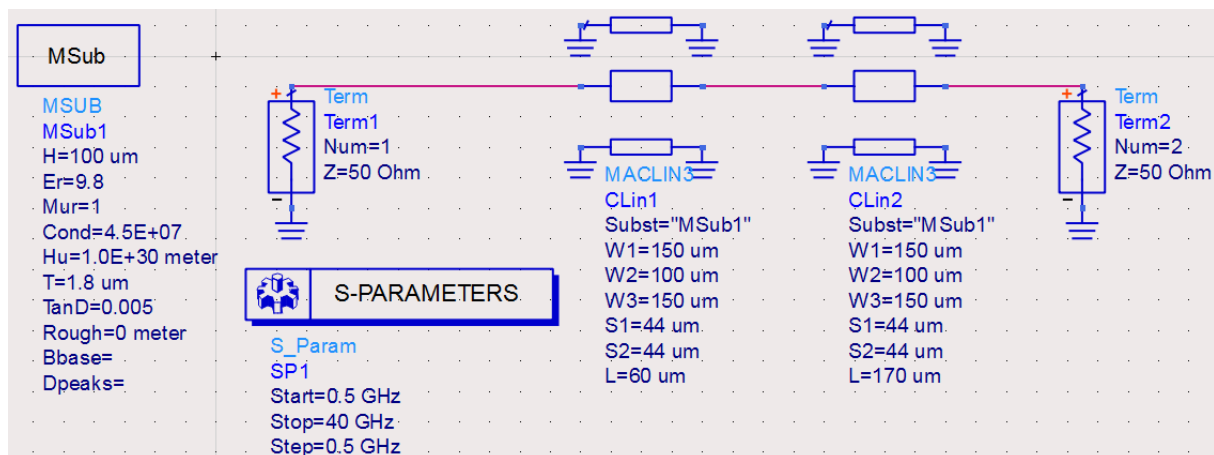 MSub
MSUB
MSub1
H=100 um
Er=9.8
Mur=1
Cond=4.5E+07
Hu=1.0E+30 meter
T=1.8 um
TanD=0.005
Rough=0 meter
Bbase=
Dpeaks=
+
Term
Term1
Num=1
Z=50 Ohm
-
S-PARAMETERS
S_Param
SP1
Start=0.5 GHz
Stop=40 GHz
Step=0.5 GHz
MACLIN3
CLin1
Subst="MSub1"
W1=150 um
W2=100 um
W3=150 um
S1=44 um
S2=44 um
L=60 um
MACLIN3
CLin2
Subst="MSub1"
W1=150 um
W2=100 um
W3=150 um
S1=44 um
S2=44 um
L=170 um
+
Term
Term2
Num=2
Z=50 Ohm
-